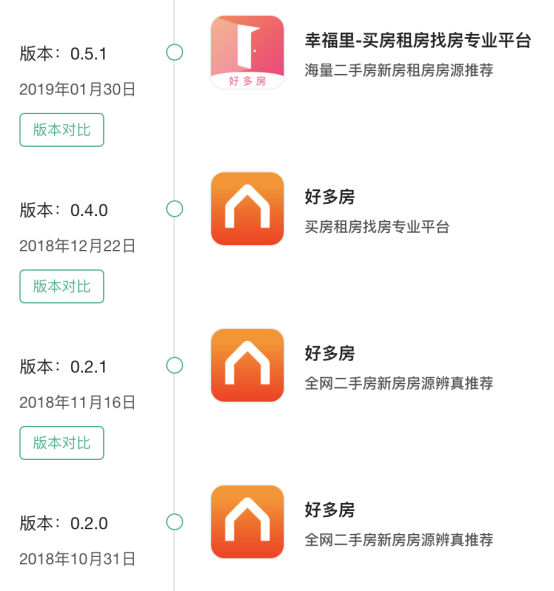 幸福里-买房租房找房专业平台
版本：0.5.1
海量二手房新房租房房源推荐
好多房
2019年01月30日
版本对比
好多房
版本：0.4.0
买房租房找房专业平台
2018年12月22日
版本对比
好多房
版本：0.2.1
全网二手房新房房源辨真推荐
2018年11月16日
版本对比
好多房
版本：0.2.0
全网二手房新房房源辨真推荐
2018年10月31日